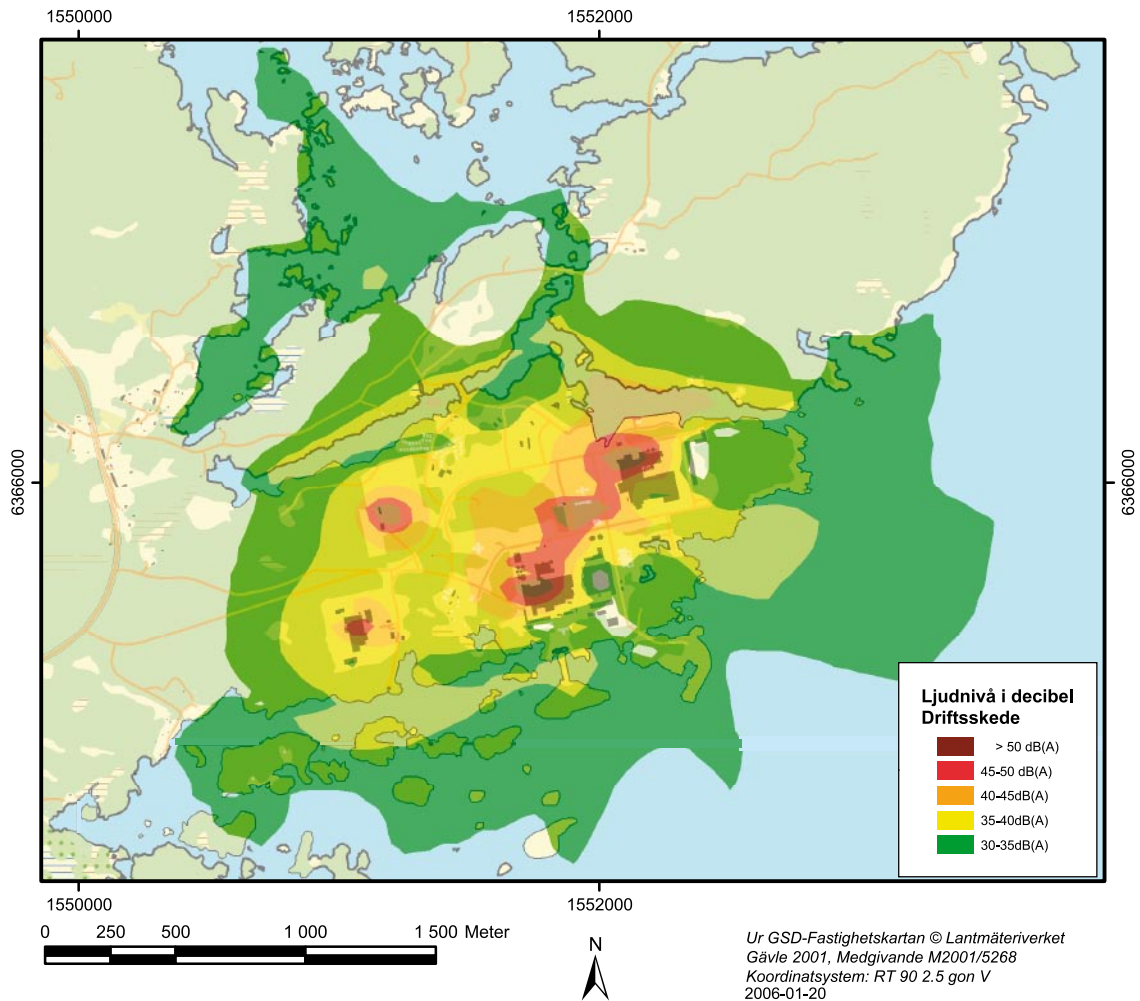 1550000 1552000
6366000 6366000
Ljudnivå i decibel
Driftsskede
> 50 dB(A)
45-50 dB(A)
40-45dB(A)
35-40dB(A)
30-35dB(A)
1550000 1552000
0 250 500 1 000 1 500 Meter
N
Ur GSD-Fastighetskartan © Lantmäteriverket
Gävle 2001, Medgivande M2001/5268
Koordinatsystem: RT 90 2.5 gon V
2006-01-20